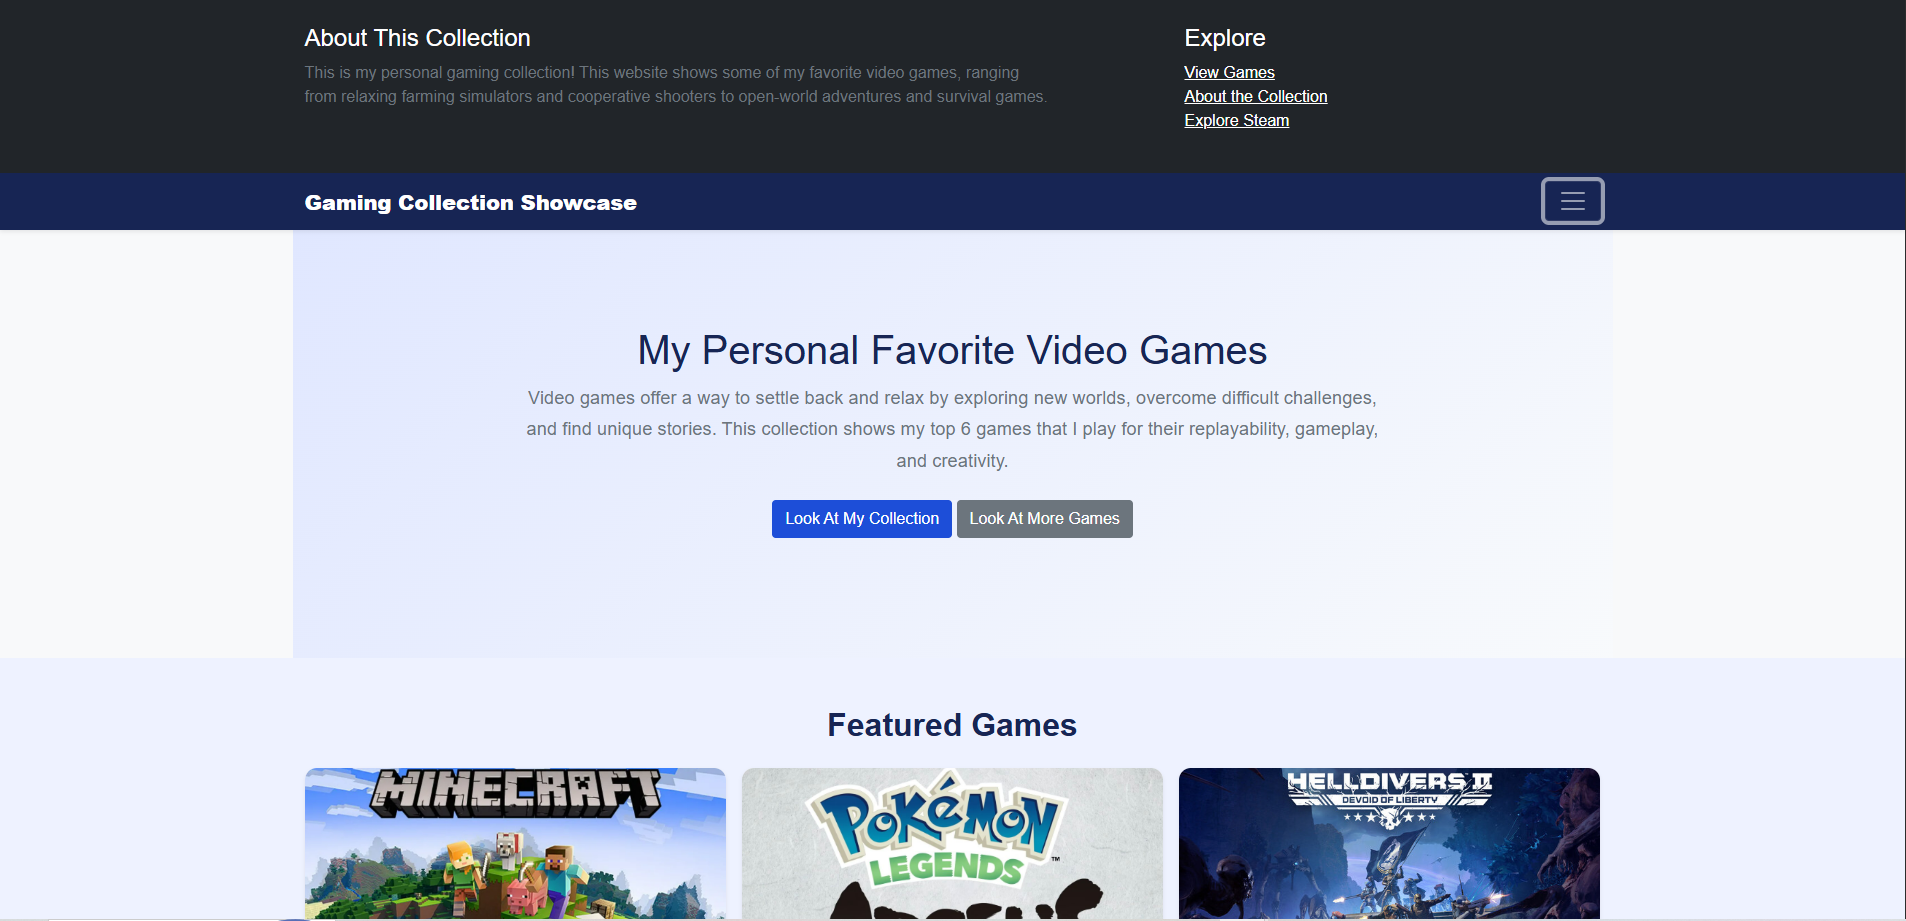 About This Collection
This is my personal gaming collection! This website shows some of my favorite video games, ranging
from relaxing farming simulators and cooperative shooters to open-world adventures and survival games.
Explore
View Games
About the Collection
Explore Steam
Gaming Collection Showcase
My Personal Favorite Video Games
Video games offer a way to settle back and relax by exploring new worlds, overcome difficult challenges,
and find unique stories. This collection shows my top 6 games that I play for their replayability, gameplay,
and creativity.
Look At My Collection
Look At More Games
Featured Games
MINECRAFT
POKÉMON
LEGENDS
™
HELLDIVERS II
DEVOID OF LIBERTY